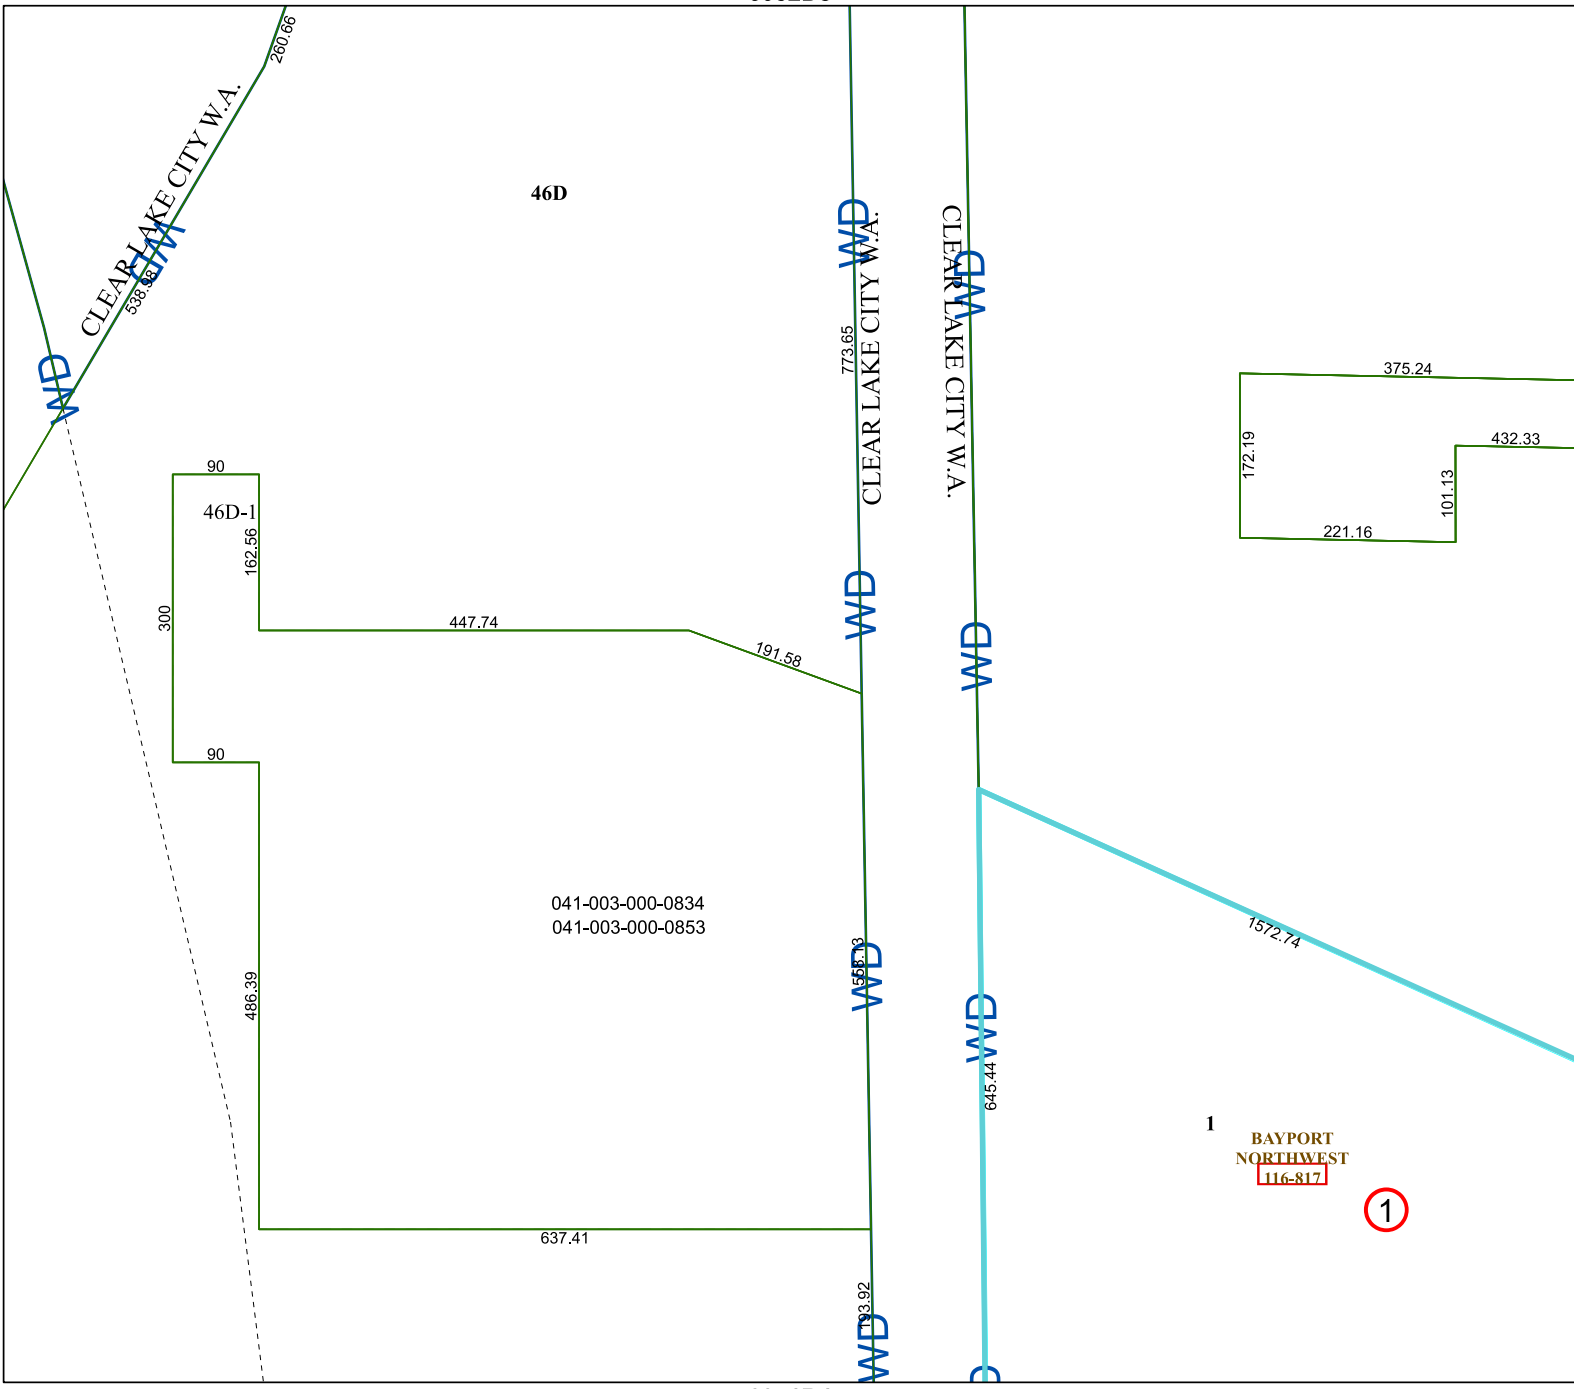 260.66
CLEAR LAKE CITY W.A.
WD
538.98
WD
46D
WD
CLEAR LAKE CITY W.A.
773.65
CLEAR LAKE CITY W.A.
WD
375.24
172.19
432.33
101.13
221.16
90
46D-1
162.56
300
447.74
191.58
WD
WD
90
041-003-000-0834
041-003-000-0853
486.39
558.13
WD
WD
645.44
1572.74
1
BAYPORT
NORTHWEST
116-817
1
637.41
193.92
WD